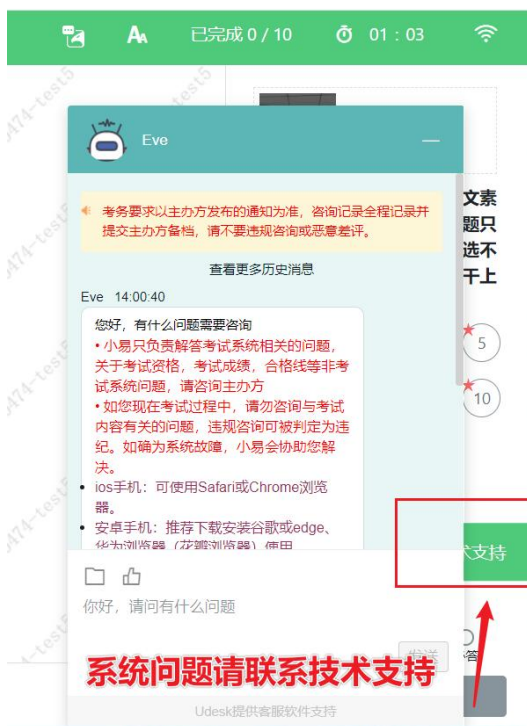 已完成 0 / 10
01 : 03
Eve
考务要求以主办方发布的通知为准，咨询记录全程记录并
提交主办方备档，请不要违规咨询或恶意差评。
查看更多历史消息
Eve 14:00:40
您好，有什么问题需要咨询
• 小易只负责解答考试系统相关的问题，
关于考试资格，考试成绩，合格线等非考
试系统问题，请咨询主办方
• 如您现在考试过程中，请勿咨询与考试
内容有关的问题，违规咨询可被判定为违
纪。如确为系统故障，小易会协助您解
决。
• ios手机：可使用Safari或Chrome浏览
器。
• 安卓手机：推荐下载安装谷歌或edge、
华为浏览器（花瓣浏览器）使用
文素
题只
选不
干上
5
10
术支持
你好，请问有什么问题
发送
答
系统问题请联系技术支持
Udesk提供客服软件支持